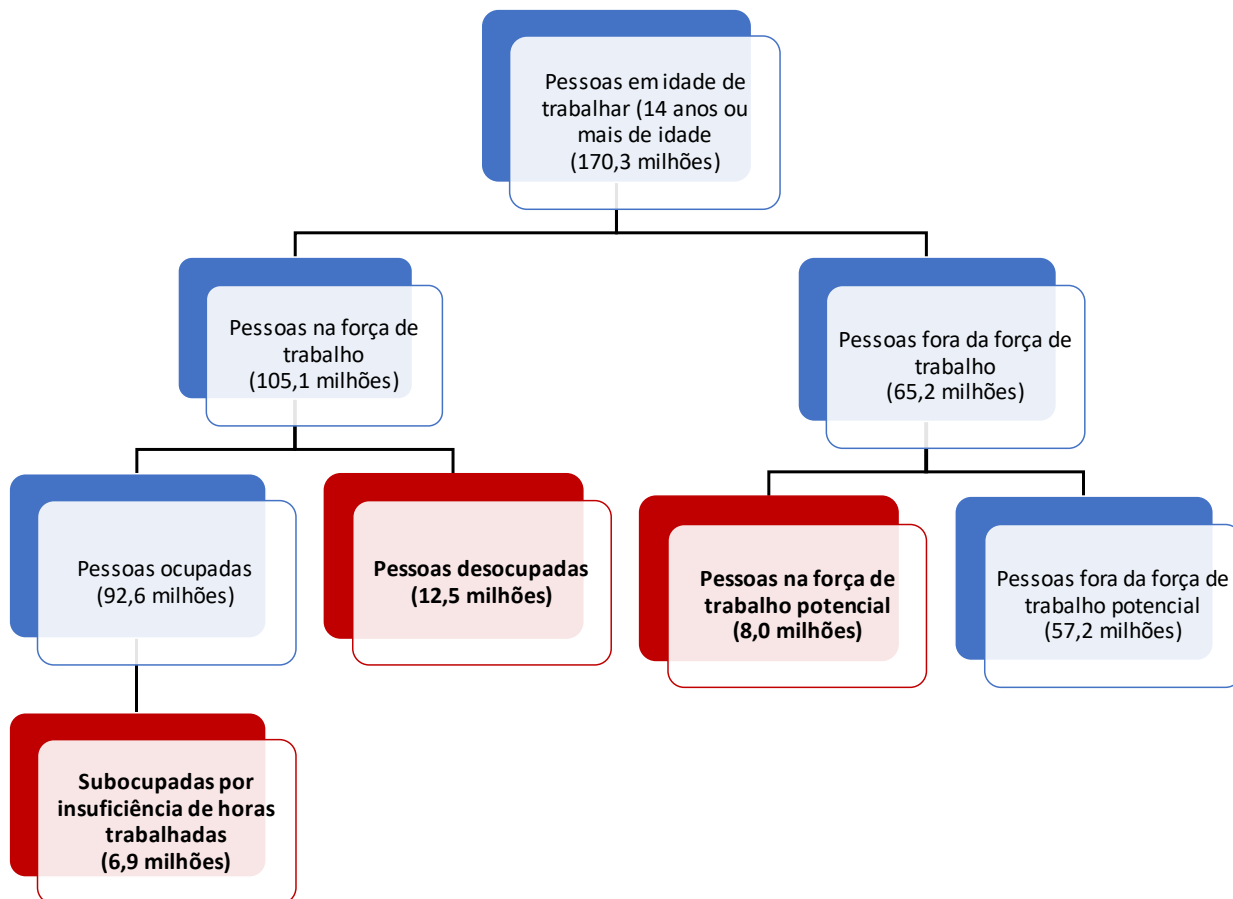 Pessoas em idade de
trabalhar (14 anos ou
mais de idade
(170,3 milhões)
Pessoas na força de
trabalho
(105,1 milhões)
Pessoas fora da força de
trabalho
(65,2 milhões)
Pessoas ocupadas
(92,6 milhões)
Pessoas desocupadas
(12,5 milhões)
Pessoas na força de
trabalho potencial
(8,0 milhões)
Pessoas fora da força de
trabalho potencial
(57,2 milhões)
Subocupadas por
insuficiência de horas
trabalhadas
(6,9 milhões)